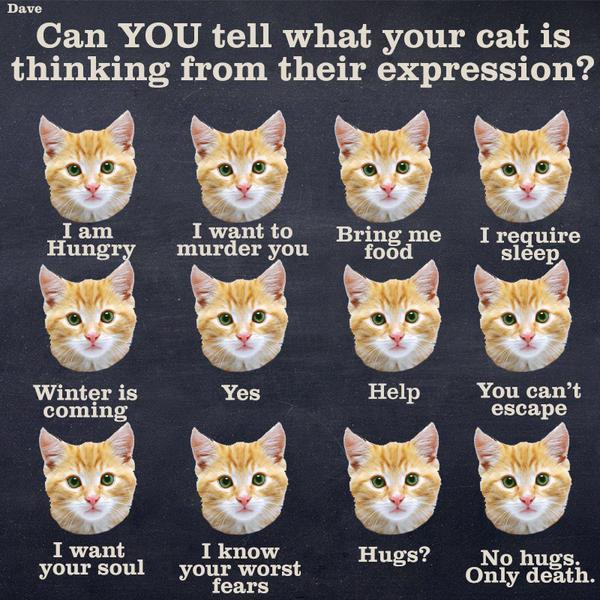 Dave
Can YOU tell what your cat is
thinking from their expression?
I am
Hungry
I want to
murder you
Bring me
food
I require
sleep
Winter is
coming
Yes
Help
You can't
escape
I want
your soul
I know
your worst
fears
Hugs?
No hugs.
Only death.